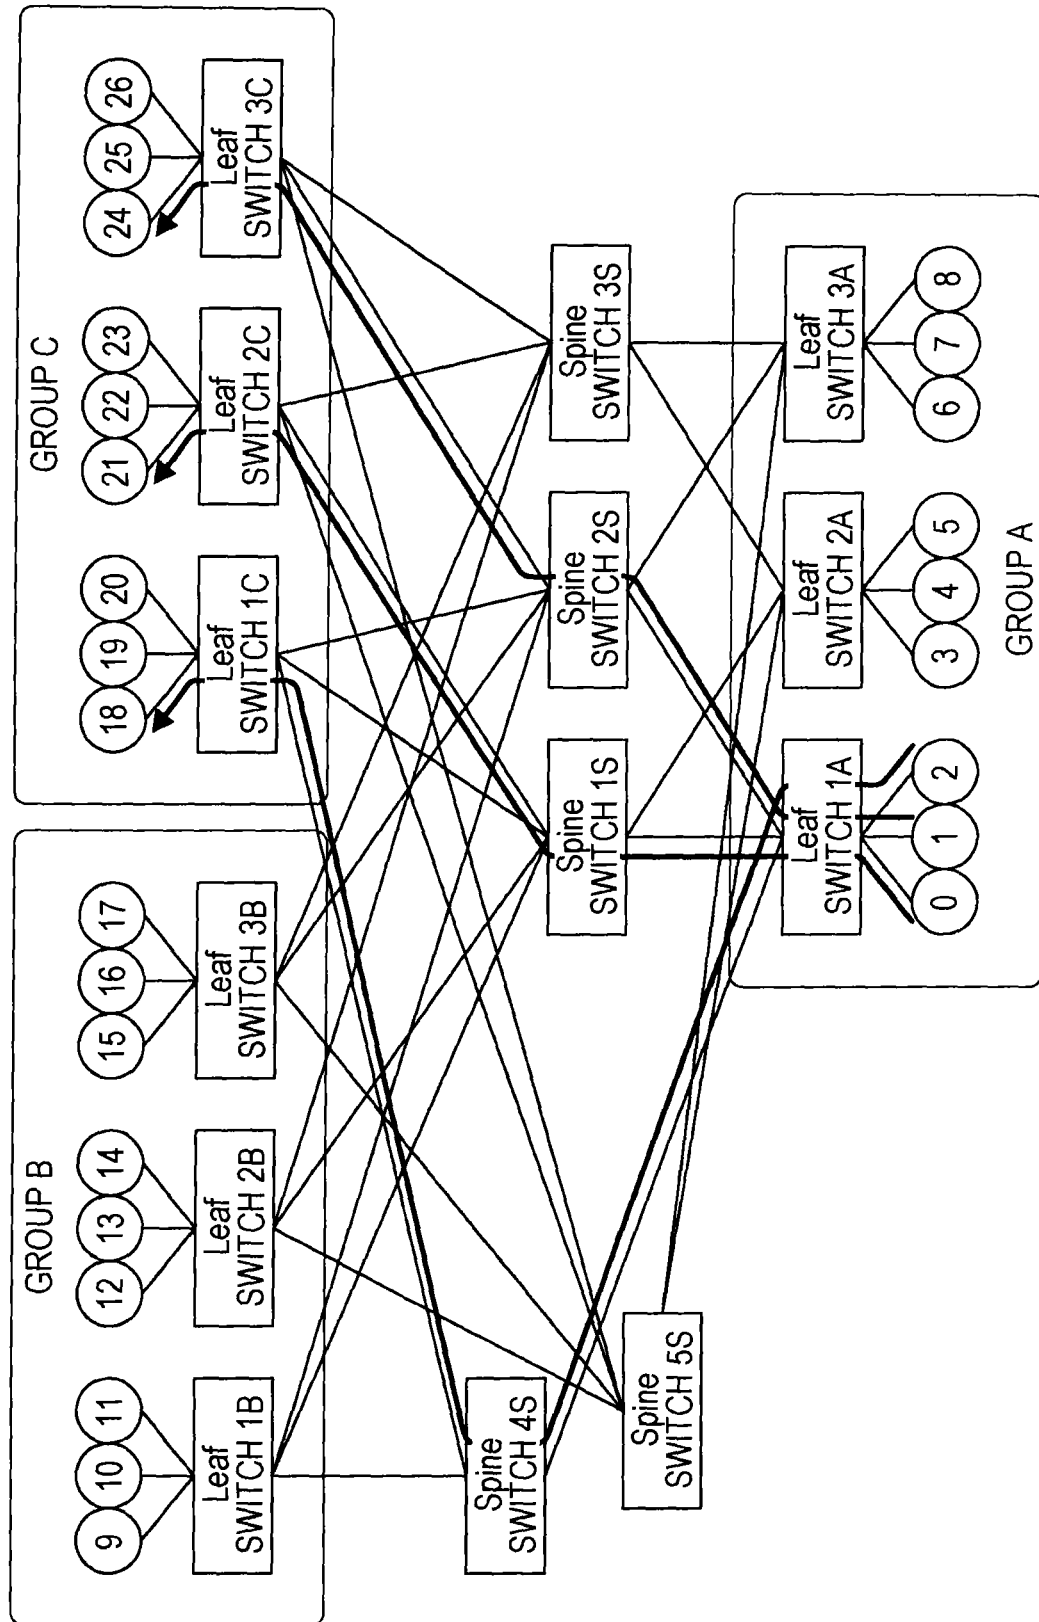 GROUP B
9 10 11 12 13 14 15 16 17
Leaf
SWITCH 1B
Leaf
SWITCH 2B
Leaf
SWITCH 3B
GROUP C
18 19 20 21 22 23 24 25 26
Leaf
SWITCH 1C
Leaf
SWITCH 2C
Leaf
SWITCH 3C
Spine
SWITCH 4S
Spine
SWITCH 5S
Spine
SWITCH 1S
Spine
SWITCH 2S
Spine
SWITCH 3S
Leaf
SWITCH 1A
Leaf
SWITCH 2A
Leaf
SWITCH 3A
0 1 2 3 4 5 6 7 8
GROUP A